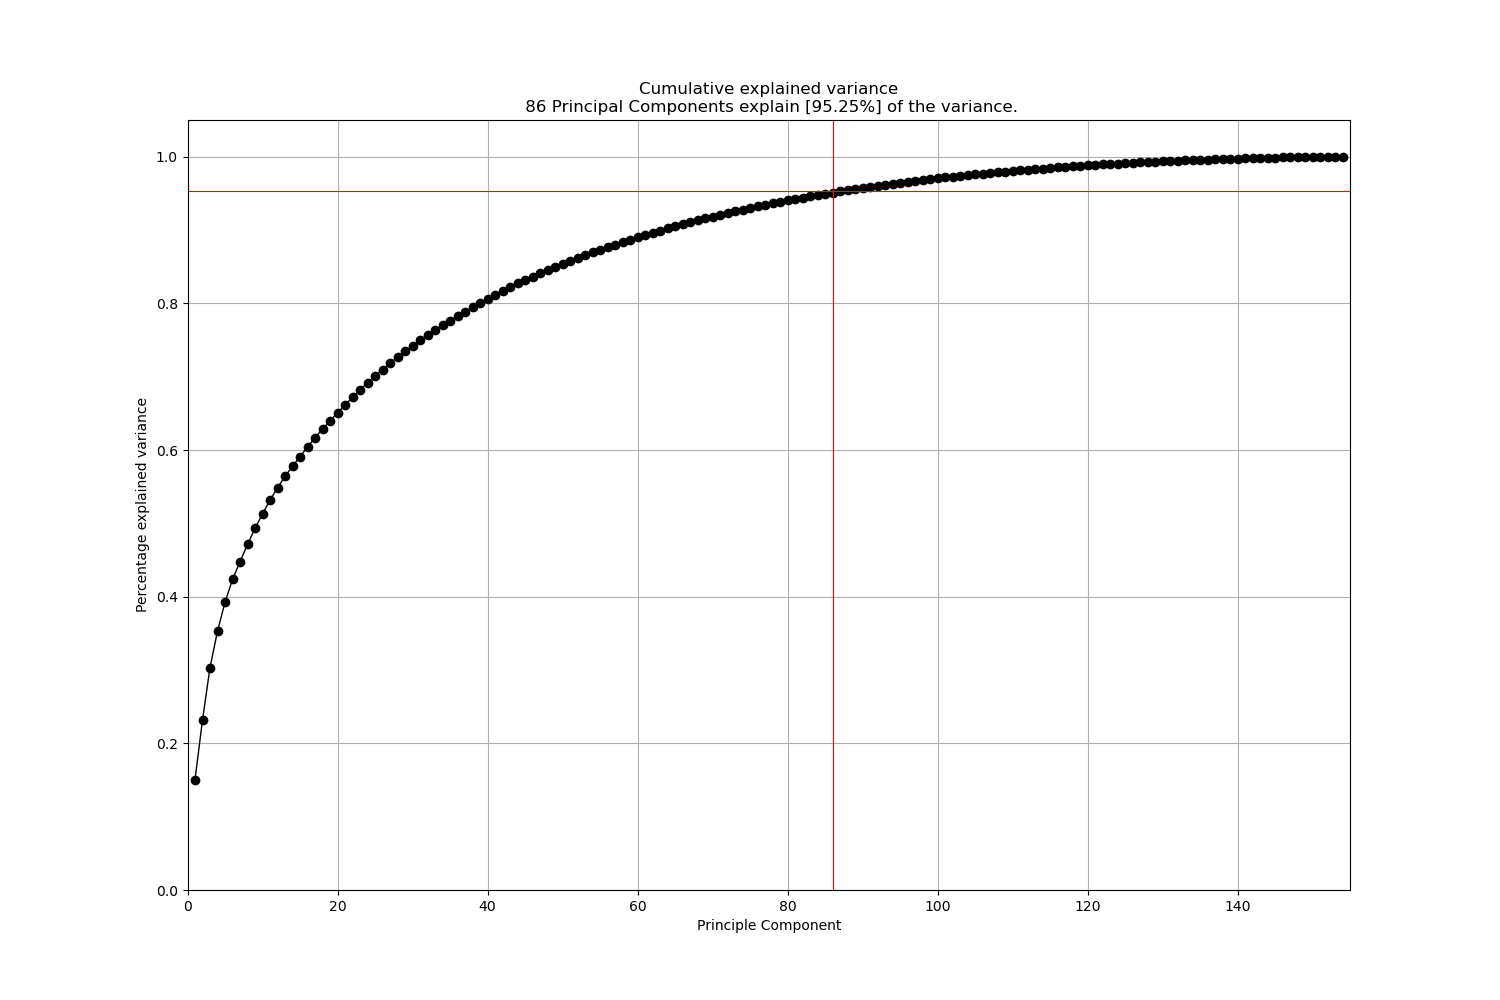 Cumulative explained variance
86 Principal Components explain [95.25%] of the variance.
1.0
0.8
0.6
0.4
0.2
0.0
Percentage explained variance
0 20 40 60 80 100 120 140
Principle Component